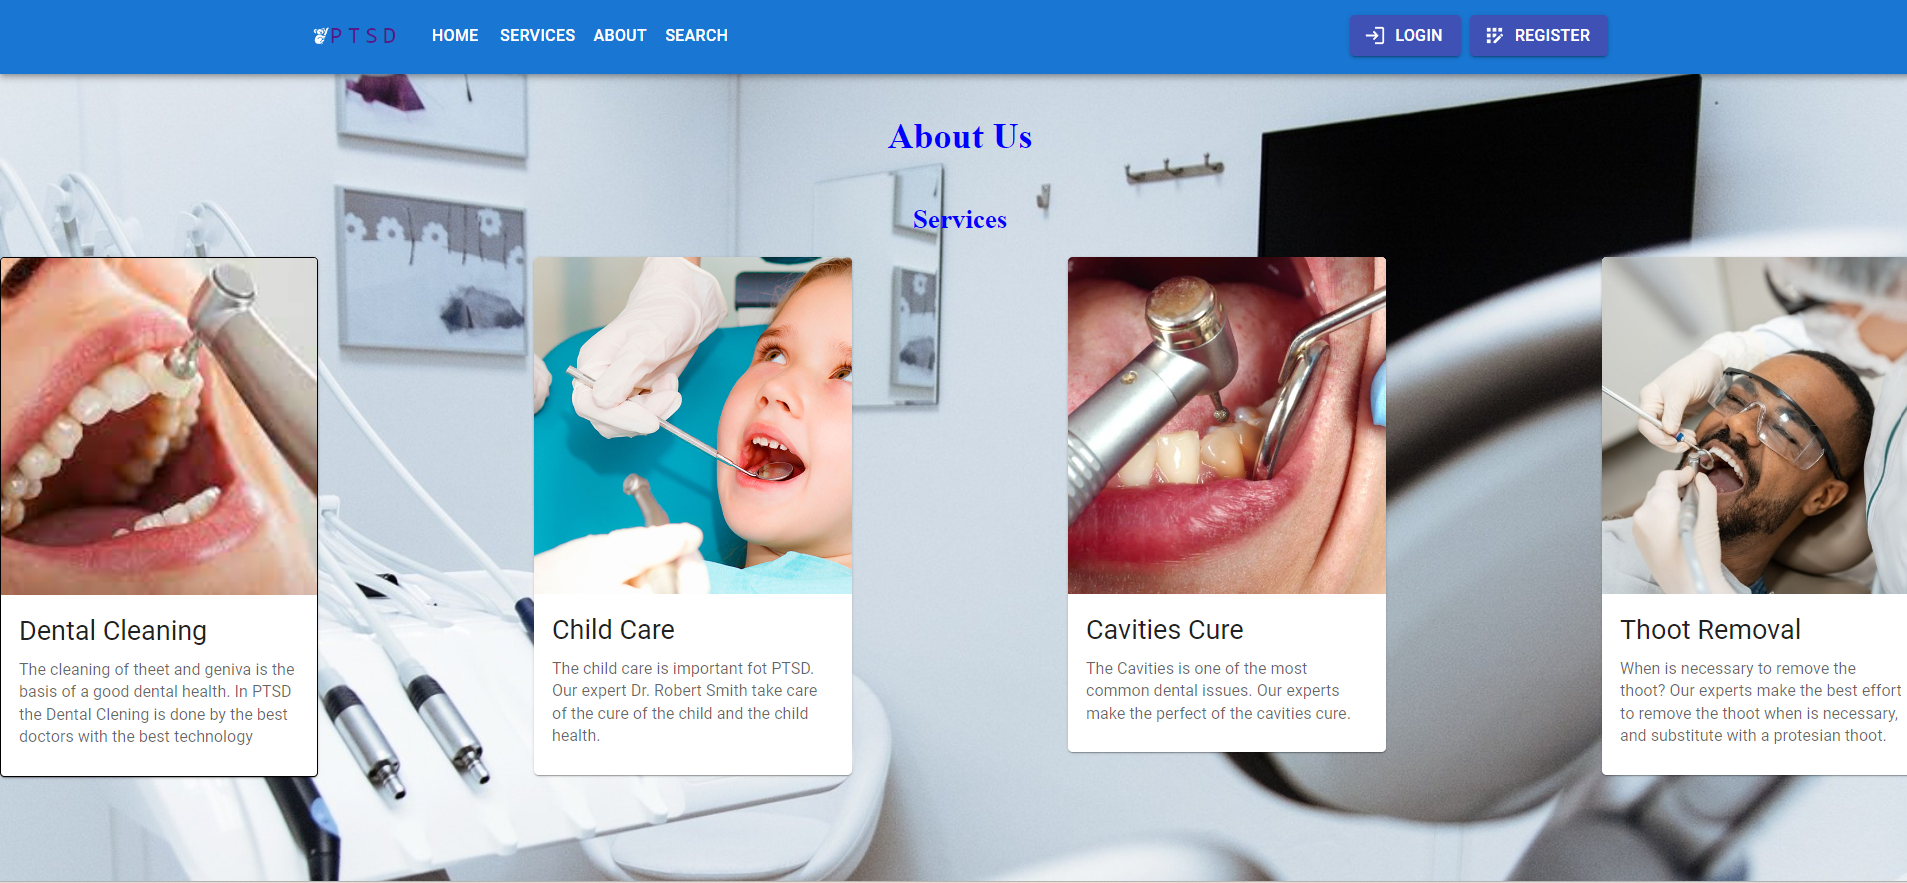 PTSD HOME SERVICES ABOUT SEARCH LOGIN REGISTER
About Us
Services
Dental Cleaning
The cleaning of theet and geniva is the
basis of a good dental health. In PTSD
the Dental Clening is done by the best
doctors with the best technology
Child Care
The child care is important fot PTSD.
Our expert Dr. Robert Smith take care
of the cure of the child and the child
health.
Cavities Cure
The Cavities is one of the most
common dental issues. Our experts
make the perfect of the cavities cure.
Thoot Removal
When is necessary to remove the
thoot? Our experts make the best effort
to remove the thoot when is necessary,
and substitute with a protesian thoot.